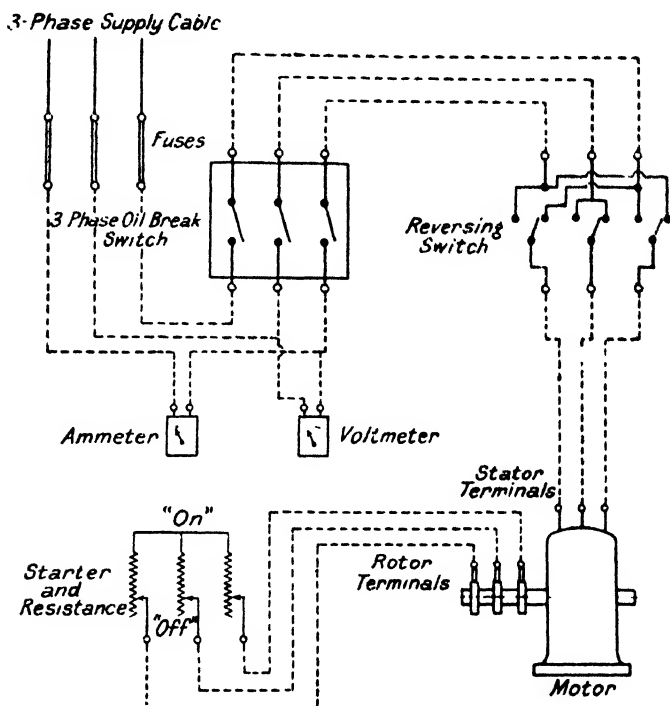 3-Phase Supply Cable
Fuses
3 Phase Oil Break
Switch
Reversing
Switch
Ammeter
Voltmeter
Stator
Terminals
"On"
Rotor
Terminals
Starter
and
Resistance
"Off"
Motor